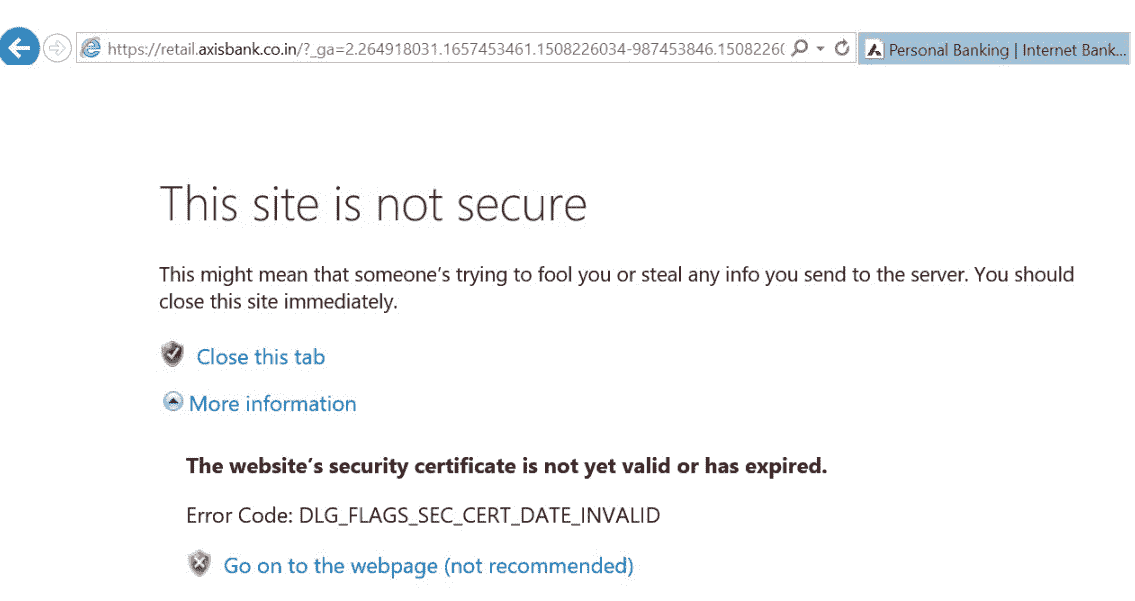 https://retail.axisbank.co.in/?_ga=2.264918031.1657453461.1508226034-987453846.1508226(
Personal Banking | Internet Bank...
This site is not secure
This might mean that someone's trying to fool you or steal any info you send to the server. You should
close this site immediately.
Close this tab
More information
The website's security certificate is not yet valid or has expired.
Error Code: DLG_FLAGS_SEC_CERT_DATE_INVALID
Go on to the webpage (not recommended)